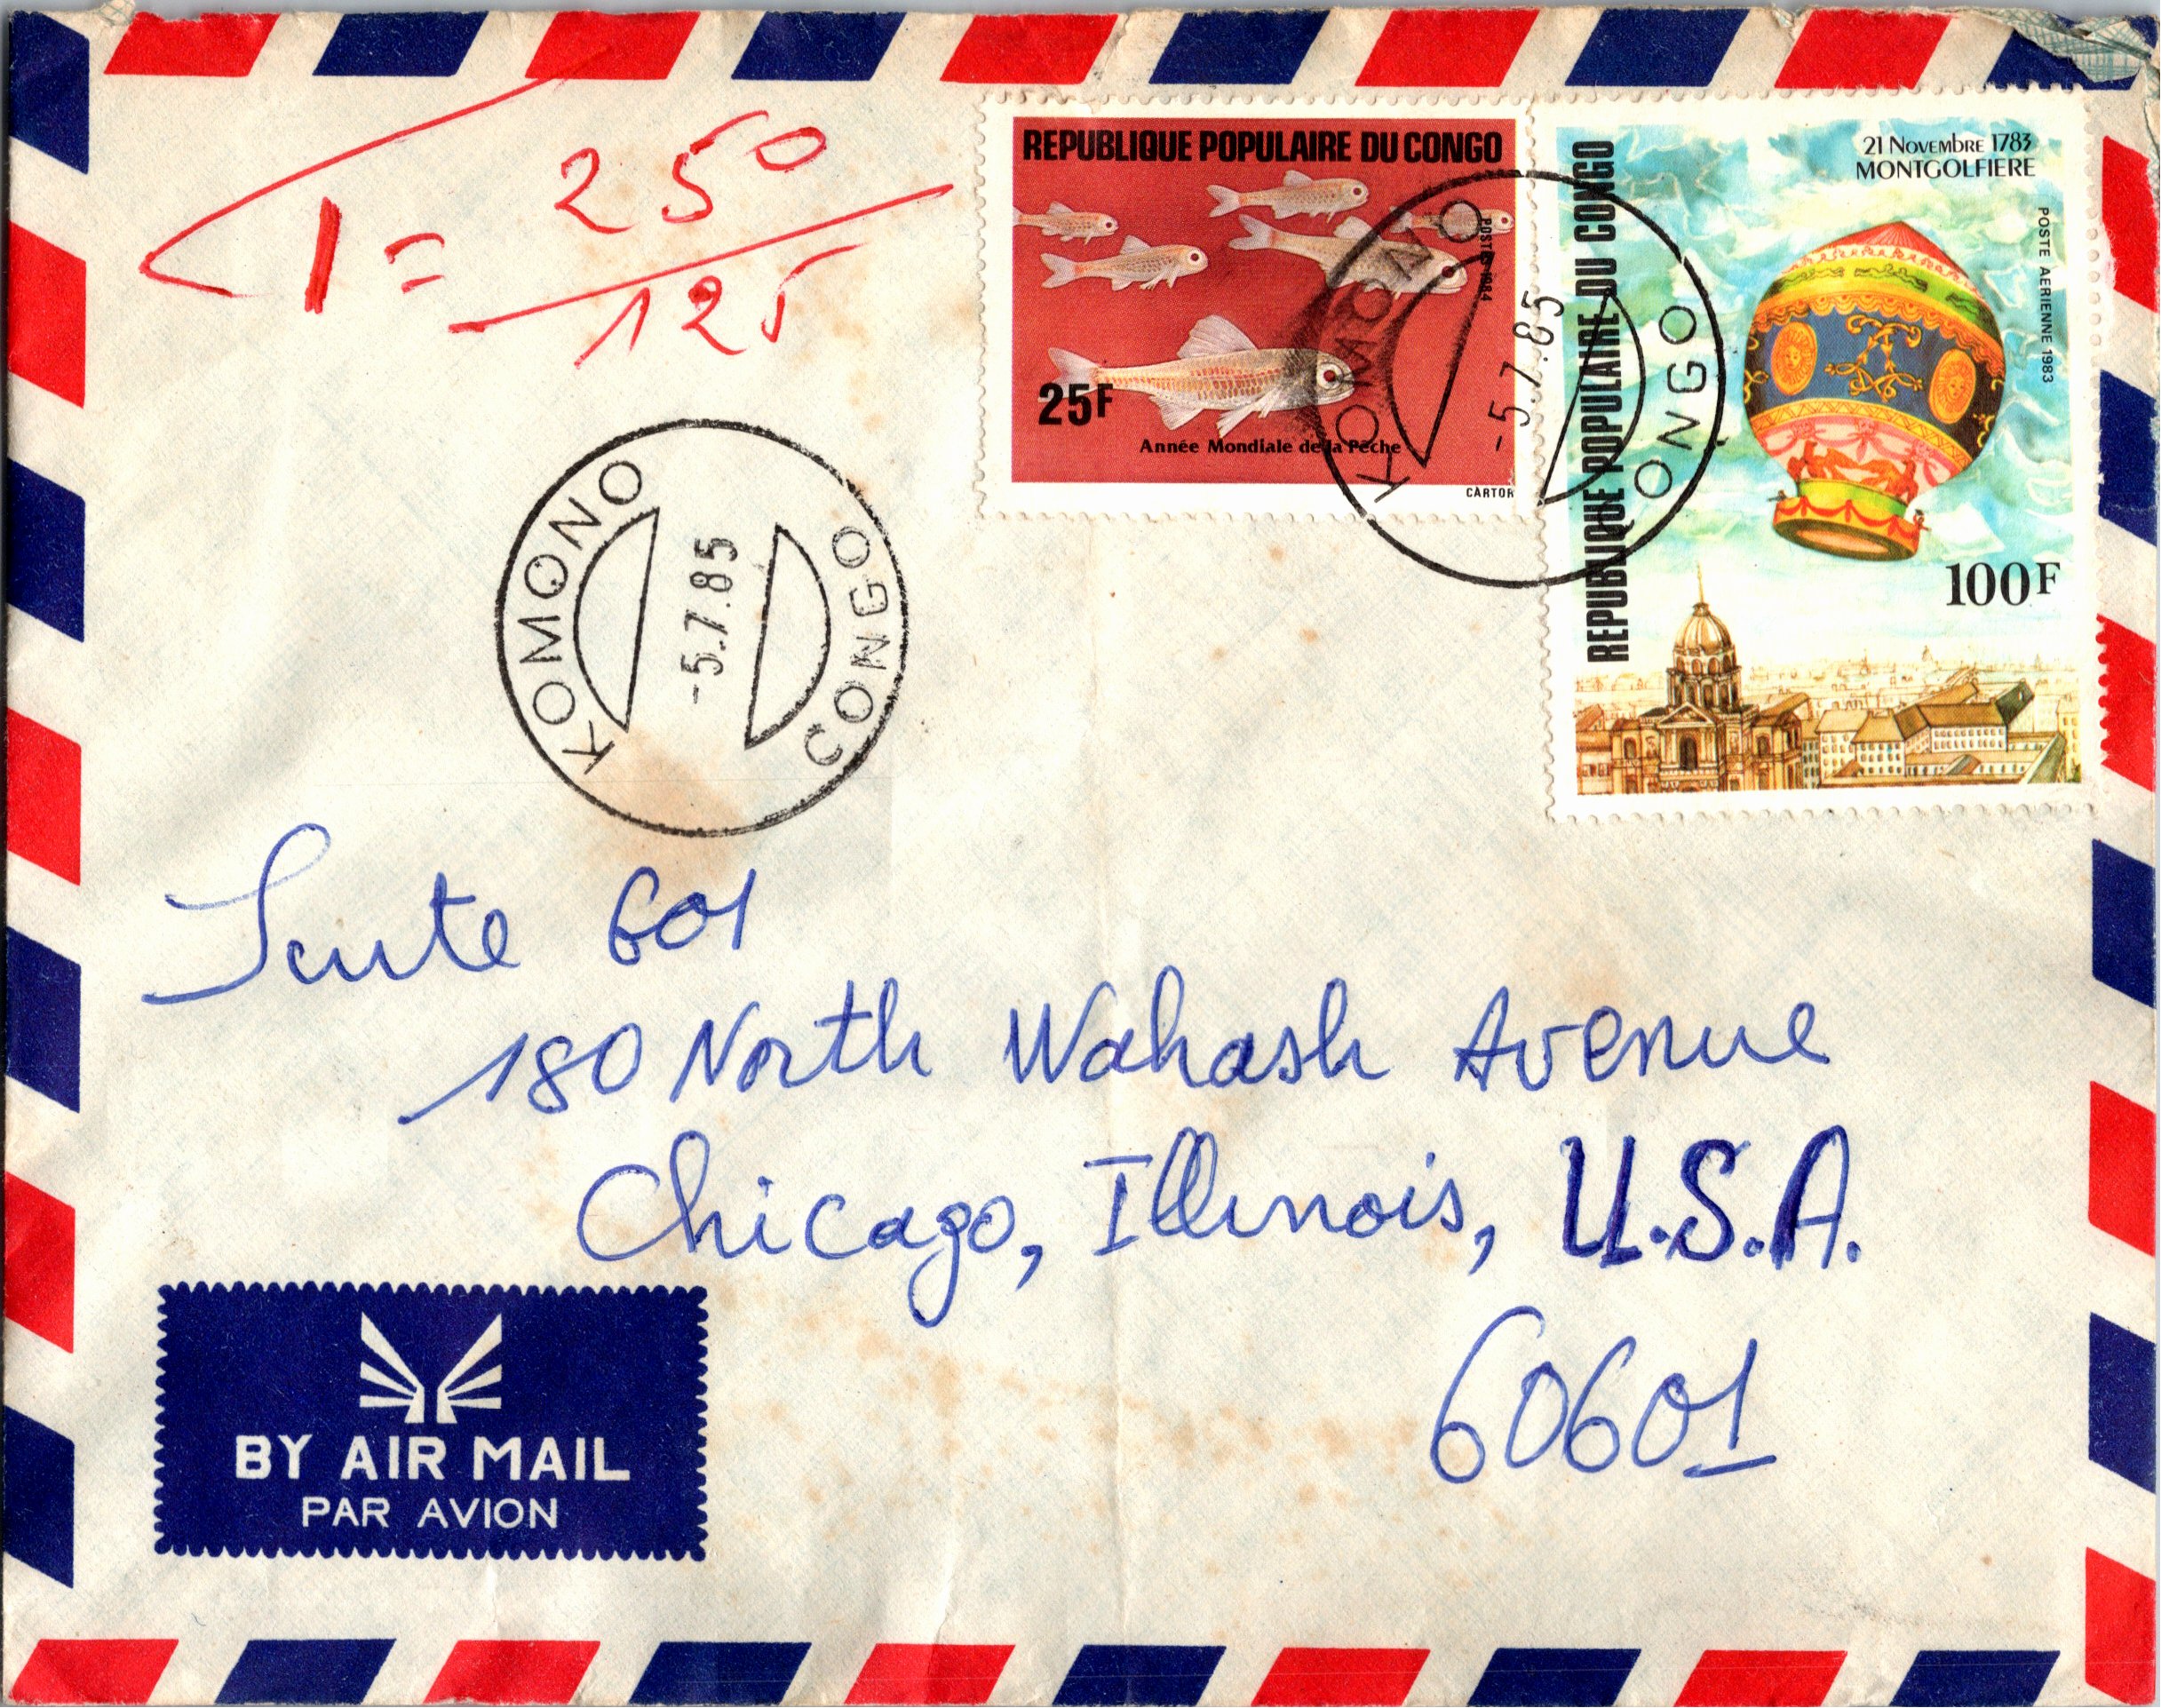 1 = 250
125
REPUBLIQUE POPULAIRE DU CONGO
POSTES 1984
25F
Année Mondiale de la Pêche
CARTOR
REPUBLIQUE POPULAIRE DU CONGO
21 Novembre 1783
MONTGOLFIERE
POSTE AERIENNE 1983
100F
KOMONO
-5.7.85
CONGO
KOMONO
-5.7.85
CONGO
Suite 601
180 North Wahash Avenue
Chicago, Illinois, U.S.A.
60601
BY AIR MAIL
PAR AVION